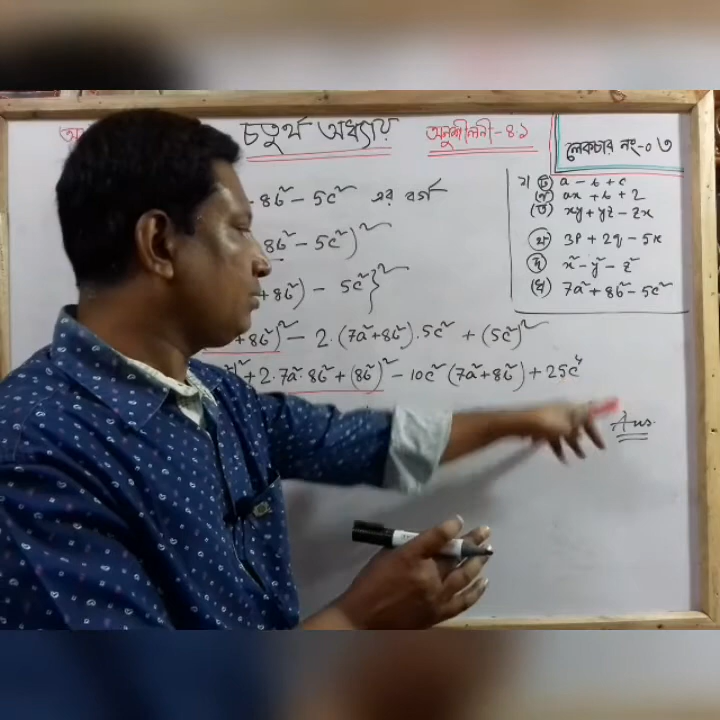 চতুর্থ অধ্যায়
অনুশীলনী-৪.১
লেকচার নং-০৩
- 8b² - 5c² এর বর্গ
8b² - 5c²)²
+8b²) - 5c²}²
+8b²)² - 2.(7a²+8b²).5c² + (5c²)²
)² + 2.7a².8b² + (8b²)² - 10c² (7a²+8b²) + 25c⁴
Ans.
a - b + c
ax + b + 2
xy + yz - zx
3p + 2q - 5r
x² - y² - z²
7a² + 8b² - 5c²